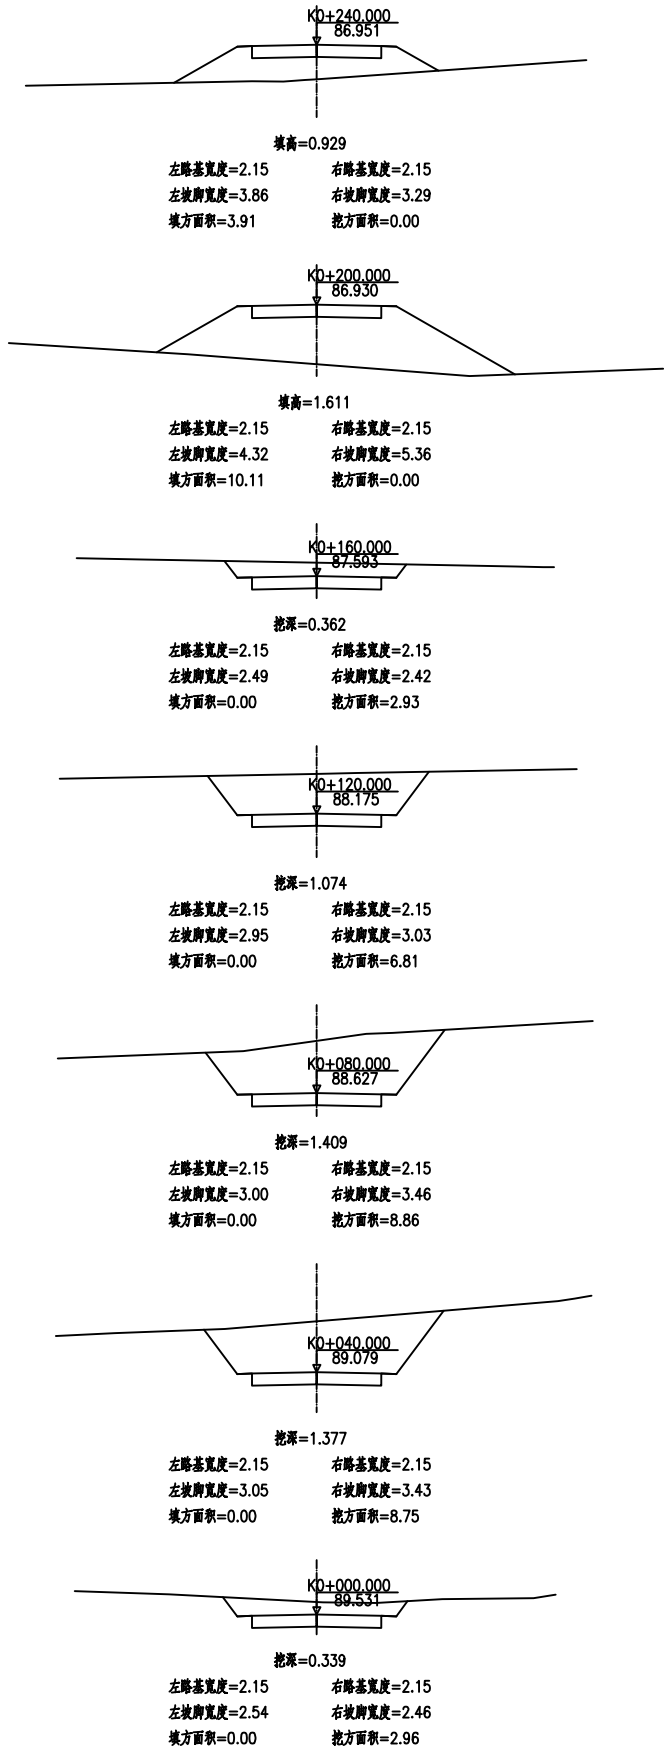 K0+240.000
86.951
填高=0.929
左路基宽度=2.15 右路基宽度=2.15
左坡脚宽度=3.86 右坡脚宽度=3.29
填方面积=3.91 挖方面积=0.00
K0+200.000
86.930
填高=1.611
左路基宽度=2.15 右路基宽度=2.15
左坡脚宽度=4.32 右坡脚宽度=5.36
填方面积=10.11 挖方面积=0.00
K0+160.000
87.593
挖深=0.362
左路基宽度=2.15 右路基宽度=2.15
左坡脚宽度=2.49 右坡脚宽度=2.42
填方面积=0.00 挖方面积=2.93
K0+120.000
88.175
挖深=1.074
左路基宽度=2.15 右路基宽度=2.15
左坡脚宽度=2.95 右坡脚宽度=3.03
填方面积=0.00 挖方面积=6.81
K0+080.000
88.627
挖深=1.409
左路基宽度=2.15 右路基宽度=2.15
左坡脚宽度=3.00 右坡脚宽度=3.46
填方面积=0.00 挖方面积=8.86
K0+040.000
89.079
挖深=1.377
左路基宽度=2.15 右路基宽度=2.15
左坡脚宽度=3.05 右坡脚宽度=3.43
填方面积=0.00 挖方面积=8.75
K0+000.000
89.531
挖深=0.339
左路基宽度=2.15 右路基宽度=2.15
左坡脚宽度=2.54 右坡脚宽度=2.46
填方面积=0.00 挖方面积=2.96